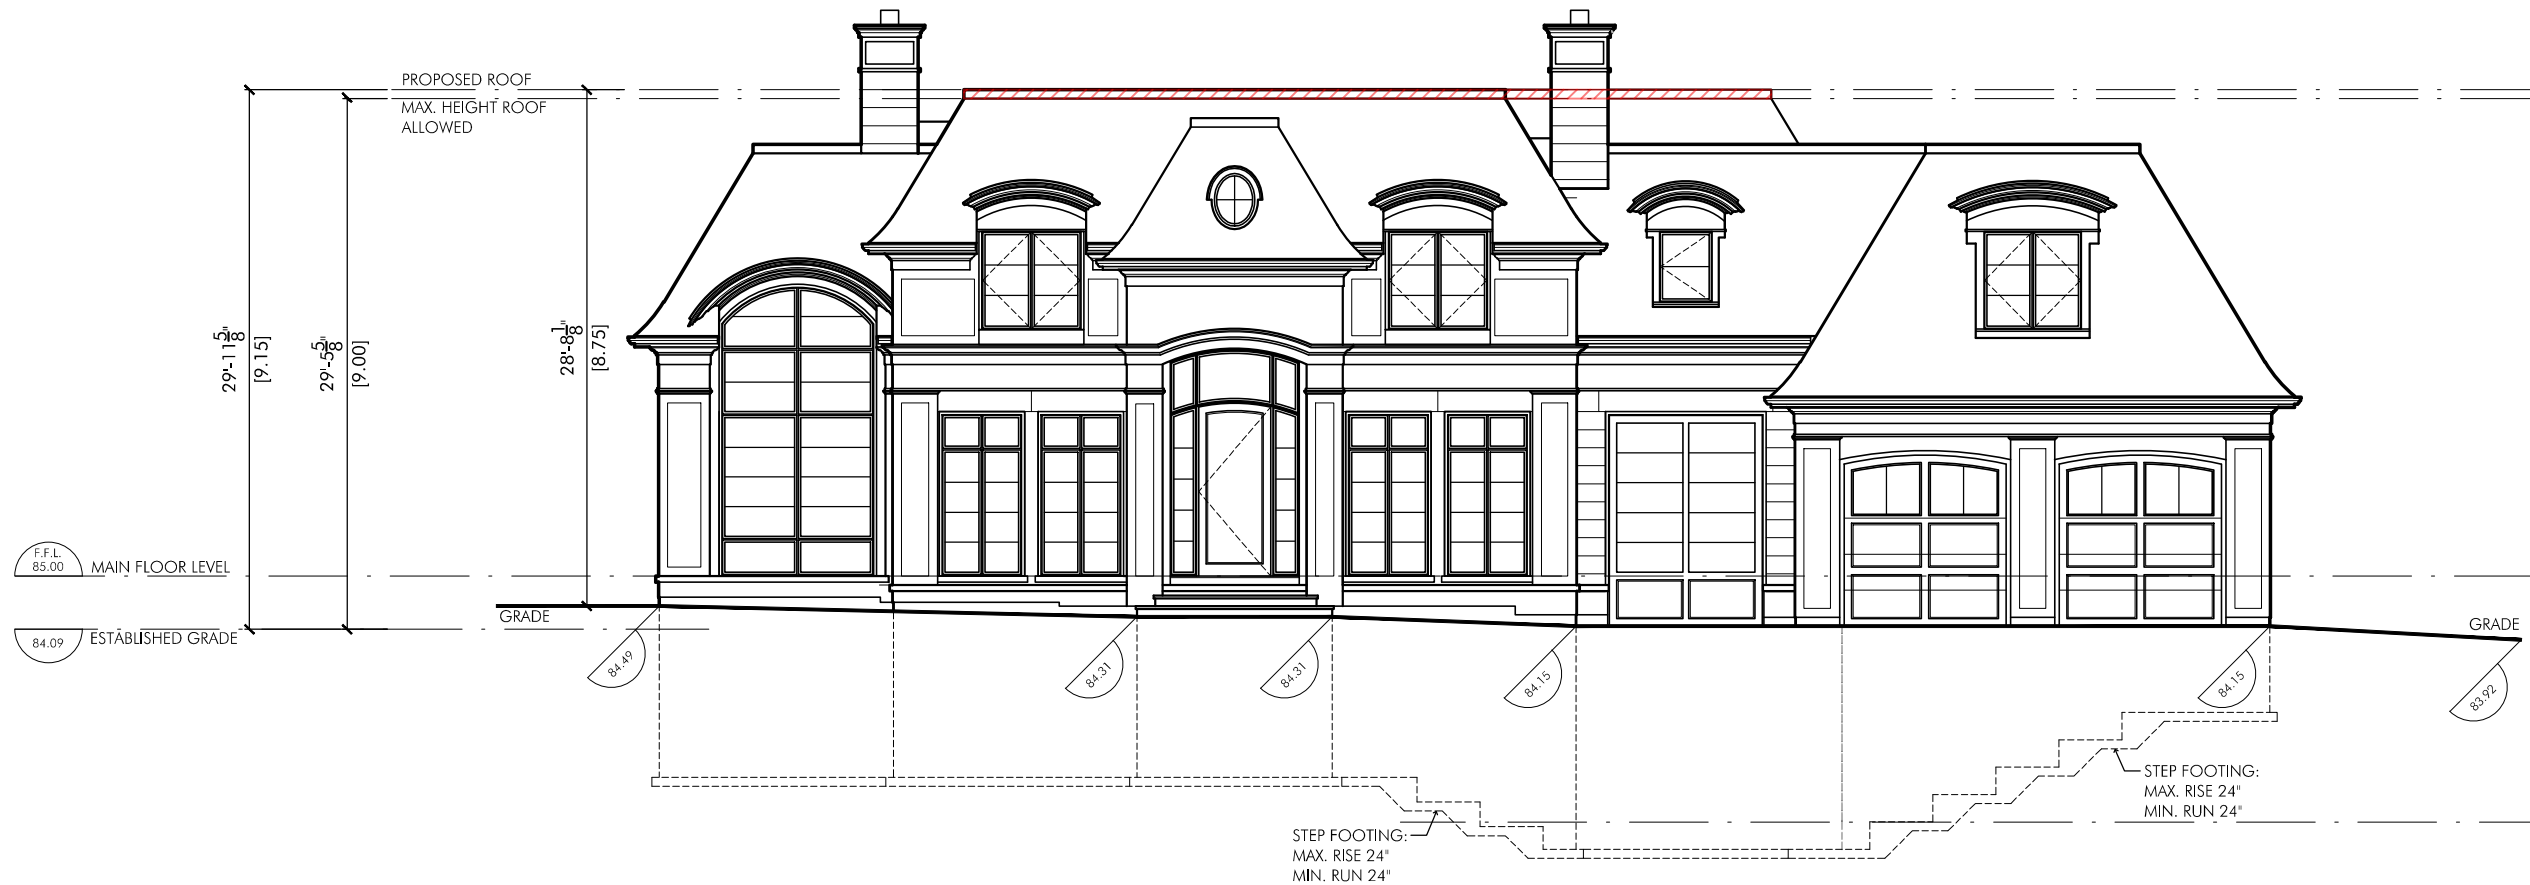 PROPOSED ROOF
MAX. HEIGHT ROOF
ALLOWED
29'-11 5/8"
[9.15]
29'-5 5/8"
[9.00]
28'-8 1/8"
[8.75]
F.F.L.
85.00
MAIN FLOOR LEVEL
84.09
ESTABLISHED GRADE
GRADE
GRADE
84.49
84.31
84.31
84.15
84.15
83.92
STEP FOOTING:
MAX. RISE 24"
MIN. RUN 24"
STEP FOOTING:
MAX. RISE 24"
MIN. RUN 24"